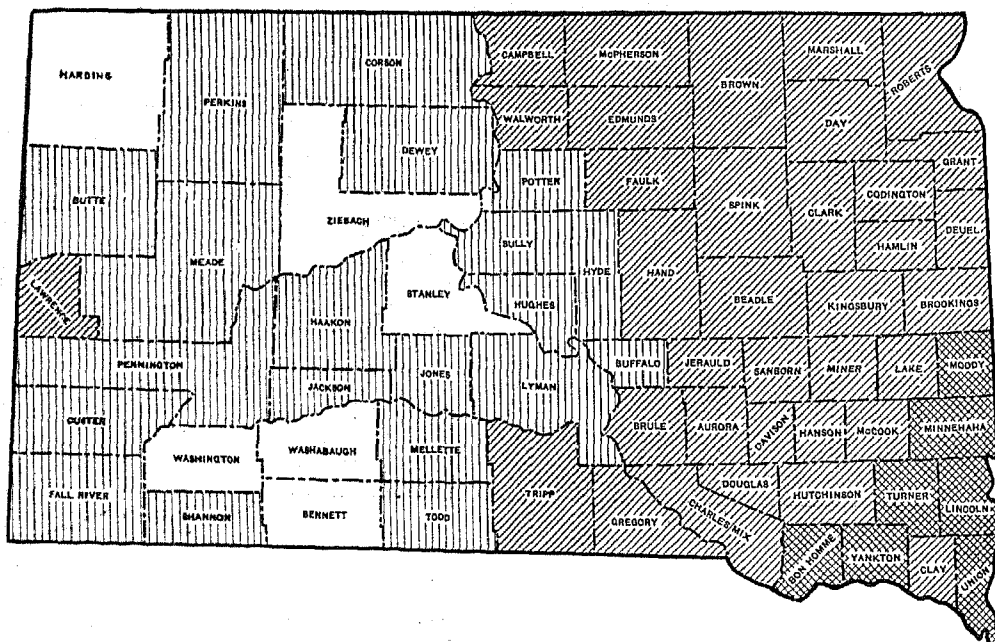 HARDING
PERKINS
CORSON
CAMPBELL
McPHERSON
BROWN
MARSHALL
ROBERTS
WALWORTH
EDMUNDS
DAY
DEWEY
GRANT
BUTTE
POTTER
FAULK
SPINK
CLARK
CODINGTON
ZIEBACH
DEUEL
SULLY
HAMLIN
MEADE
HYDE
HAND
STANLEY
LAWRENCE
HUGHES
BEADLE
KINGSBURY
BROOKINGS
HAAKON
PENNINGTON
JONES
BUFFALO
JERAULD
SANBORN
MINER
LAKE
MOODY
JACKSON
LYMAN
CUSTER
BRULE
AURORA
DAVISON
HANSON
McCOOK
MINNEHAHA
WASHINGTON
WASHABAUGH
MELLETTE
FALL RIVER
TRIPP
DOUGLAS
HUTCHINSON
TURNER
LINCOLN
SHANNON
BENNETT
TODD
GREGORY
CHARLES MIX
BON HOMME
YANKTON
CLAY
UNION